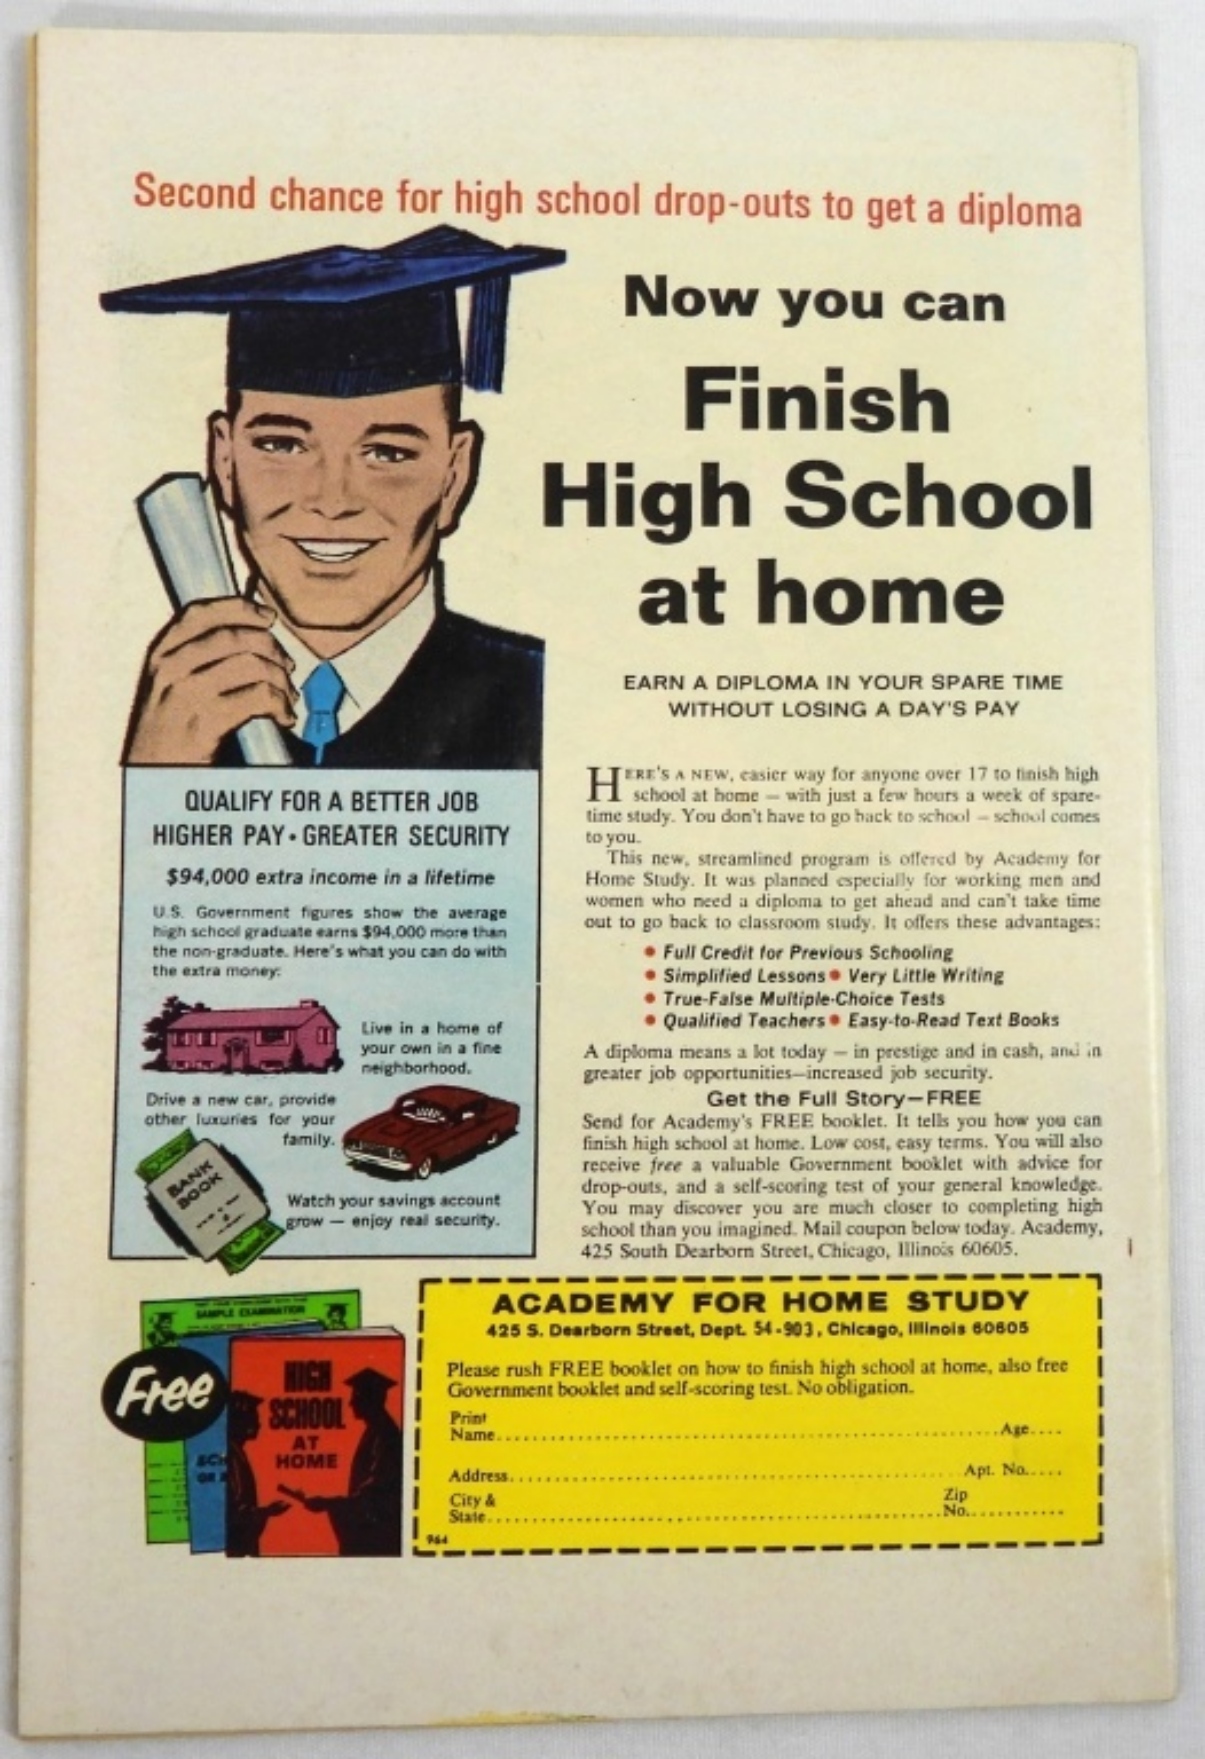 Second chance for high school drop-outs to get a diploma
Now you can
Finish
High School
at home
EARN A DIPLOMA IN YOUR SPARE TIME
WITHOUT LOSING A DAY'S PAY
QUALIFY FOR A BETTER JOB
HIGHER PAY • GREATER SECURITY
$94,000 extra income in a lifetime
U.S. Government figures show the average
high school graduate earns $94,000 more than
the non-graduate. Here's what you can do with
the extra money:
Live in a home of
your own in a fine
neighborhood.
Drive a new car, provide
other luxuries for your
family.
BANK
BOOK
Watch your savings account
grow — enjoy real security.
HERE'S A NEW, easier way for anyone over 17 to finish high
school at home — with just a few hours a week of spare-
time study. You don't have to go back to school — school comes
to you.
This new, streamlined program is offered by Academy for
Home Study. It was planned especially for working men and
women who need a diploma to get ahead and can't take time
out to go back to classroom study. It offers these advantages:
• Full Credit for Previous Schooling
• Simplified Lessons • Very Little Writing
• True-False Multiple-Choice Tests
• Qualified Teachers • Easy-to-Read Text Books
A diploma means a lot today — in prestige and in cash, and in
greater job opportunities—increased job security.
Get the Full Story—FREE
Send for Academy's FREE booklet. It tells you how you can
finish high school at home. Low cost, easy terms. You will also
receive free a valuable Government booklet with advice for
drop-outs, and a self-scoring test of your general knowledge.
You may discover you are much closer to completing high
school than you imagined. Mail coupon below today. Academy,
425 South Dearborn Street, Chicago, Illinois 60605.
SAMPLE EXAMINATION
Free
HIGH
SCHOOL
AT
HOME
ACADEMY FOR HOME STUDY
425 S. Dearborn Street, Dept. 54-903, Chicago, Illinois 60605
Please rush FREE booklet on how to finish high school at home, also free
Government booklet and self-scoring test. No obligation.
Print
Name..........Age....
Address..........Apt. No.....
City & Zip
State..........No...........
964